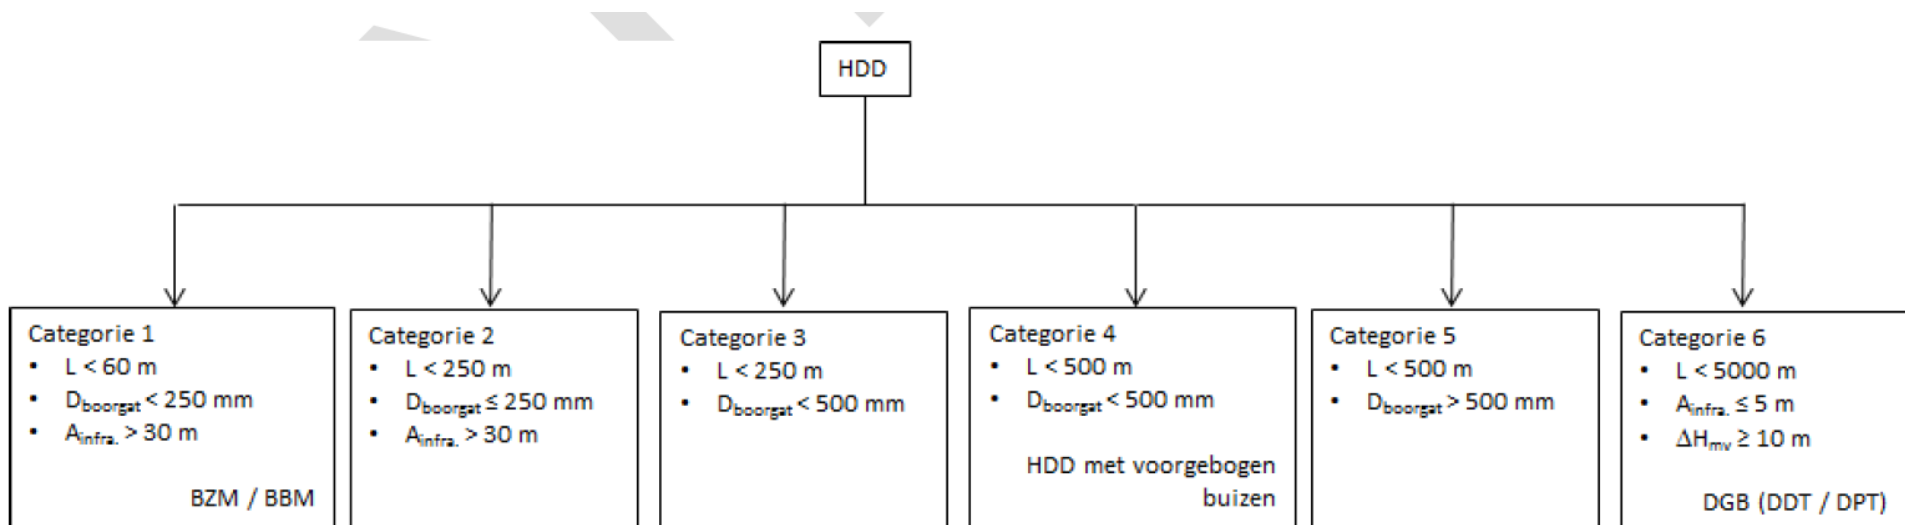 HDD
Categorie 1
• L < 60 m
• Dboorgat < 250 mm
• Ainfra. > 30 m
BZM / BBM
Categorie 2
• L < 250 m
• Dboorgat ≤ 250 mm
• Ainfra. > 30 m
Categorie 3
• L < 250 m
• Dboorgat < 500 mm
Categorie 4
• L < 500 m
• Dboorgat < 500 mm
HDD met voorgebogen
buizen
Categorie 5
• L < 500 m
• Dboorgat > 500 mm
Categorie 6
• L < 5000 m
• Ainfra. ≤ 5 m
• ΔHmv ≥ 10 m
DGB (DDT / DPT)